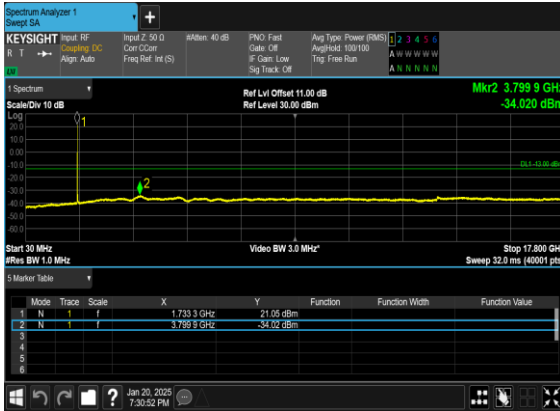 Spectrum Analyzer 1
Swept SA
+
KEYSIGHT Input: RF Input Z: 50 Ω #Atten: 40 dB PNO: Fast Avg Type: Power (RMS) 1 2 3 4 5 6
R T Coupling: DC Corr CCorr Gate: Off Avg|Hold: 100/100 A W W W W W
Align: Auto Freq Ref: Int (S) IF Gain: Low Trig: Free Run
Sig Track: Off A N N N N N
1 Spectrum Ref Lvl Offset 11.00 dB Mkr2 3.799 9 GHz
Scale/Div 10 dB Ref Level 30.00 dBm -34.020 dBm
Log
20.0
10.0
0.00
-10.0
-20.0
-30.0
-40.0
-50.0
-60.0
1
DL1 -13.00 dBm
2
Start 30 MHz Video BW 3.0 MHz* Stop 17.800 GHz
#Res BW 1.0 MHz Sweep 32.0 ms (40001 pts)
5 Marker Table
Mode Trace Scale X Y Function Function Width Function Value
1 N 1 f 1.733 3 GHz 21.05 dBm
2 N 1 f 3.799 9 GHz -34.02 dBm
3
4
5
6
Jan 20, 2025
7:30:52 PM